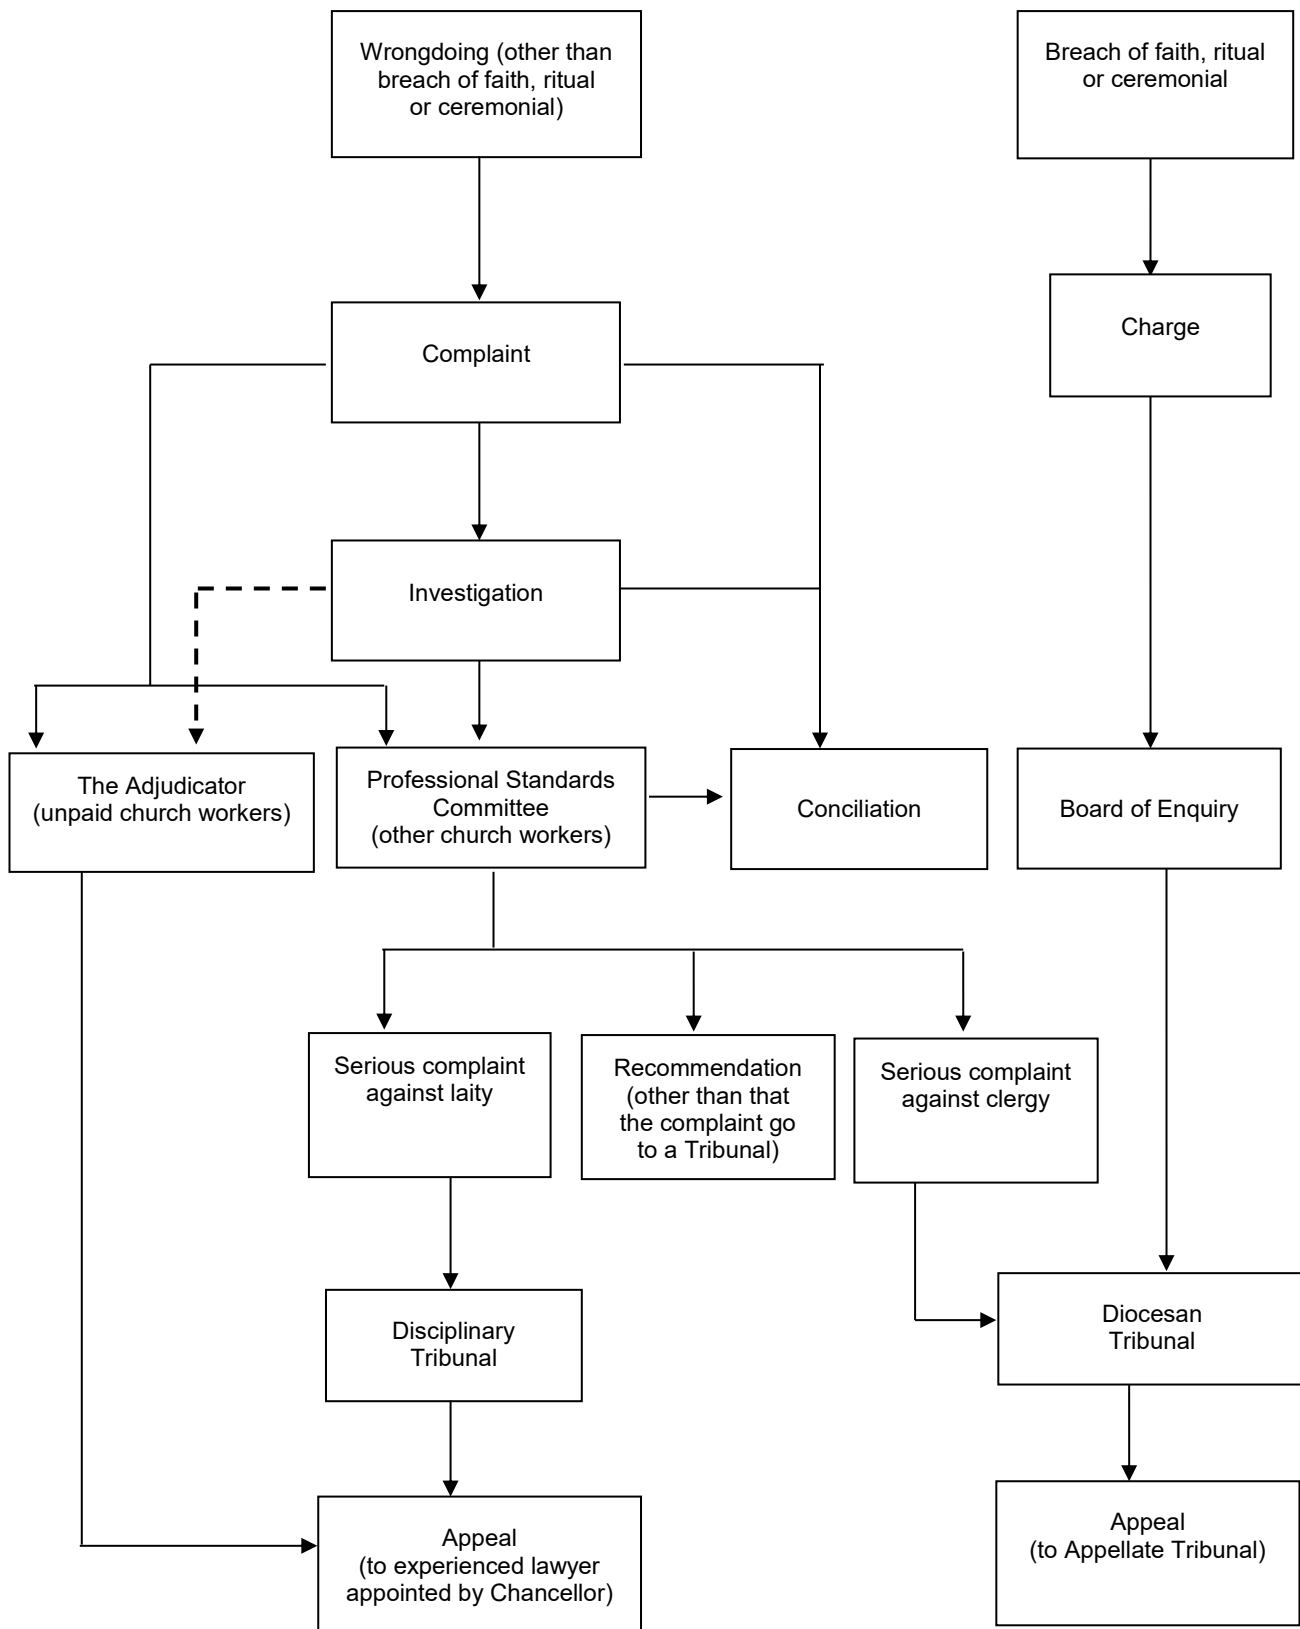 Wrongdoing (other than
breach of faith, ritual
or ceremonial)
Breach of faith, ritual
or ceremonial
Complaint
Charge
Investigation
The Adjudicator
(unpaid church workers)
Professional Standards
Committee
(other church workers)
Conciliation
Board of Enquiry
Serious complaint
against laity
Recommendation
(other than that
the complaint go
to a Tribunal)
Serious complaint
against clergy
Disciplinary
Tribunal
Diocesan
Tribunal
Appeal
(to experienced lawyer
appointed by Chancellor)
Appeal
(to Appellate Tribunal)